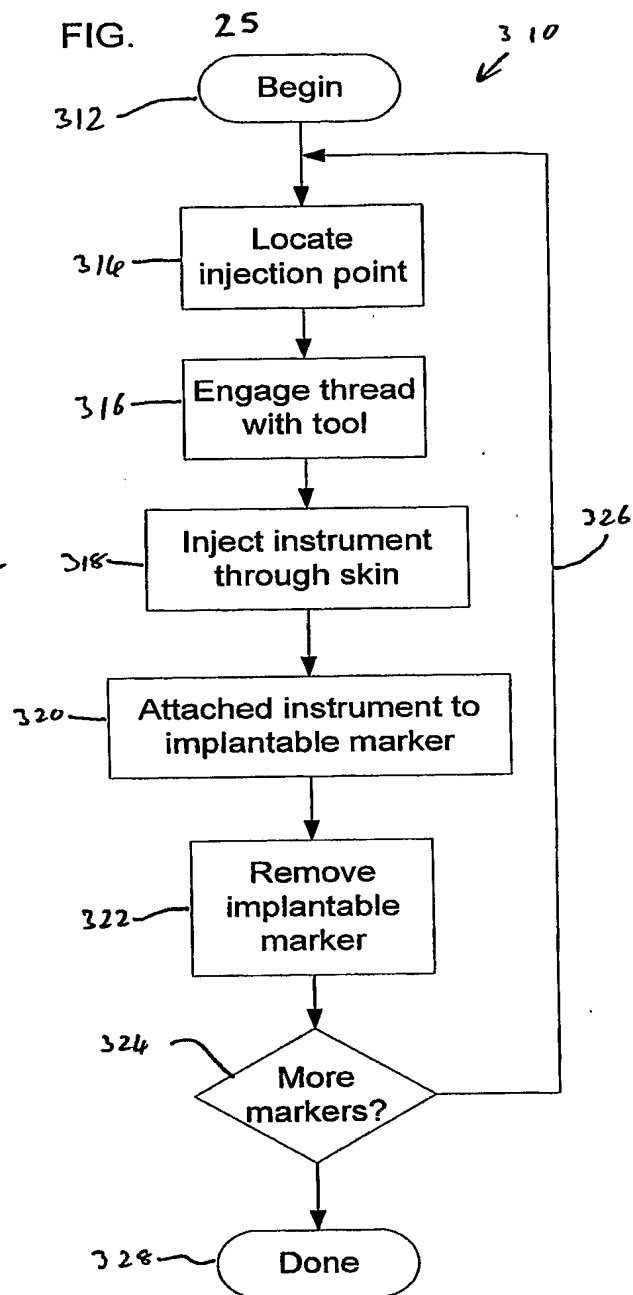 FIG. 25
310
Begin
312
Locate
injection point
314
Engage thread
with tool
316
Inject instrument
through skin
318
326
Attached instrument to
implantable marker
320
Remove
implantable
marker
322
324
More
markers?
Done
328